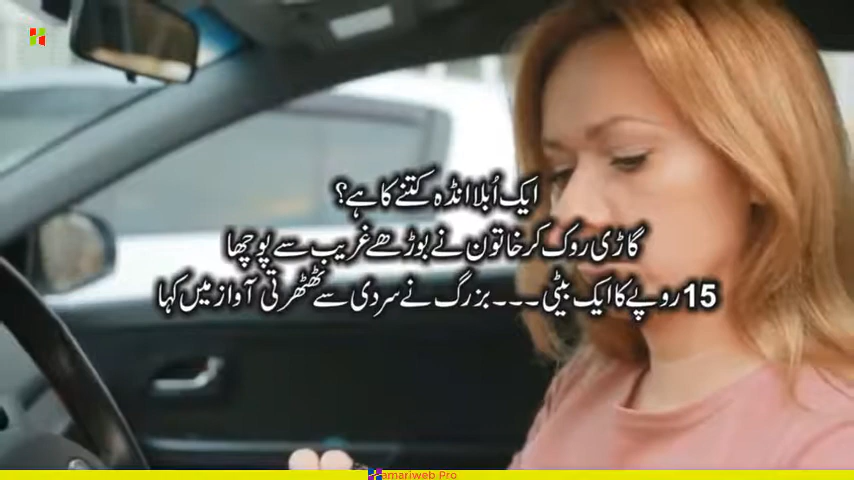 ایک اُبلا انڈہ کتنے کا ہے؟
گاڑی روک کر خاتون نے بوڑھے غریب سے پوچھا
15 روپے کا ایک بیٹی ۔۔۔ بزرگ نے سردی سے ٹھٹھرتی آواز میں کہا
Hamariweb Pro